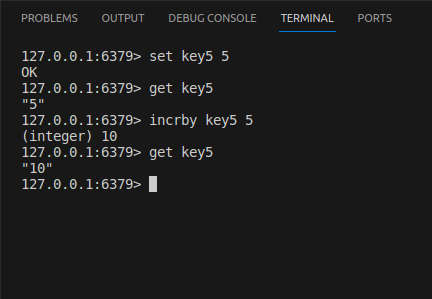 PROBLEMS OUTPUT DEBUG CONSOLE TERMINAL PORTS
127.0.0.1:6379> set key5 5
OK
127.0.0.1:6379> get key5
"5"
127.0.0.1:6379> incrby key5 5
(integer) 10
127.0.0.1:6379> get key5
"10"
127.0.0.1:6379>